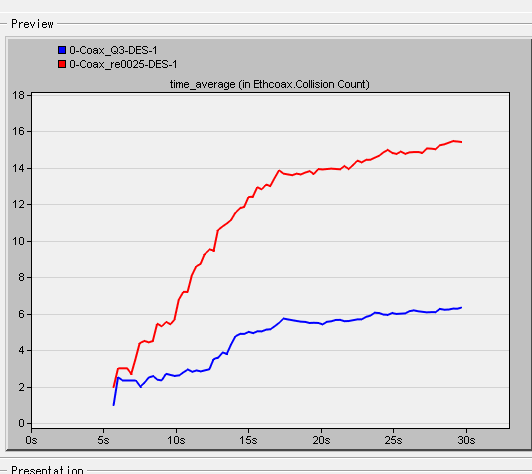 Preview
0-Coax_Q3-DES-1
0-Coax_re0025-DES-1
time_average (in Ethcoax.Collision Count)
18
16
14
12
10
8
6
4
2
0
0s 5s 10s 15s 20s 25s 30s
Presentation